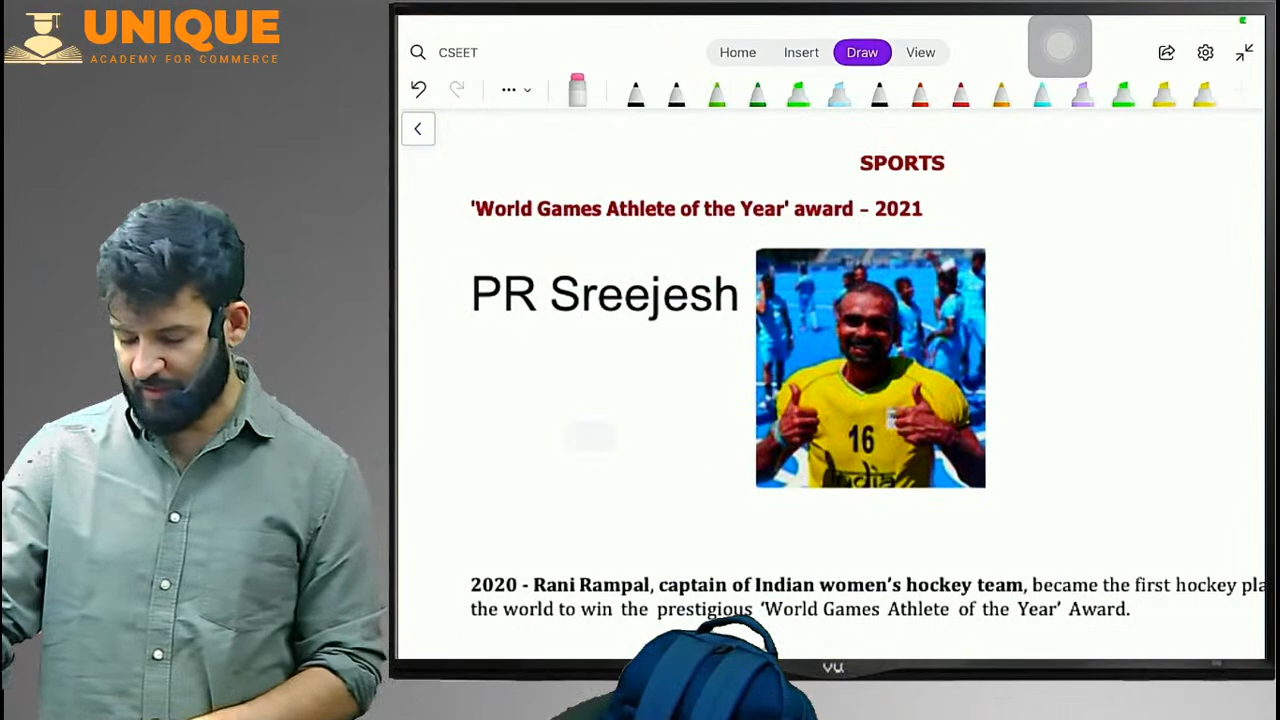 UNIQUE
ACADEMY FOR COMMERCE
CSEET
Home Insert Draw View
SPORTS
'World Games Athlete of the Year' award – 2021
PR Sreejesh
16
India
2020 - Rani Rampal, captain of Indian women's hockey team, became the first hockey pla
the world to win the prestigious 'World Games Athlete of the Year' Award.
vu